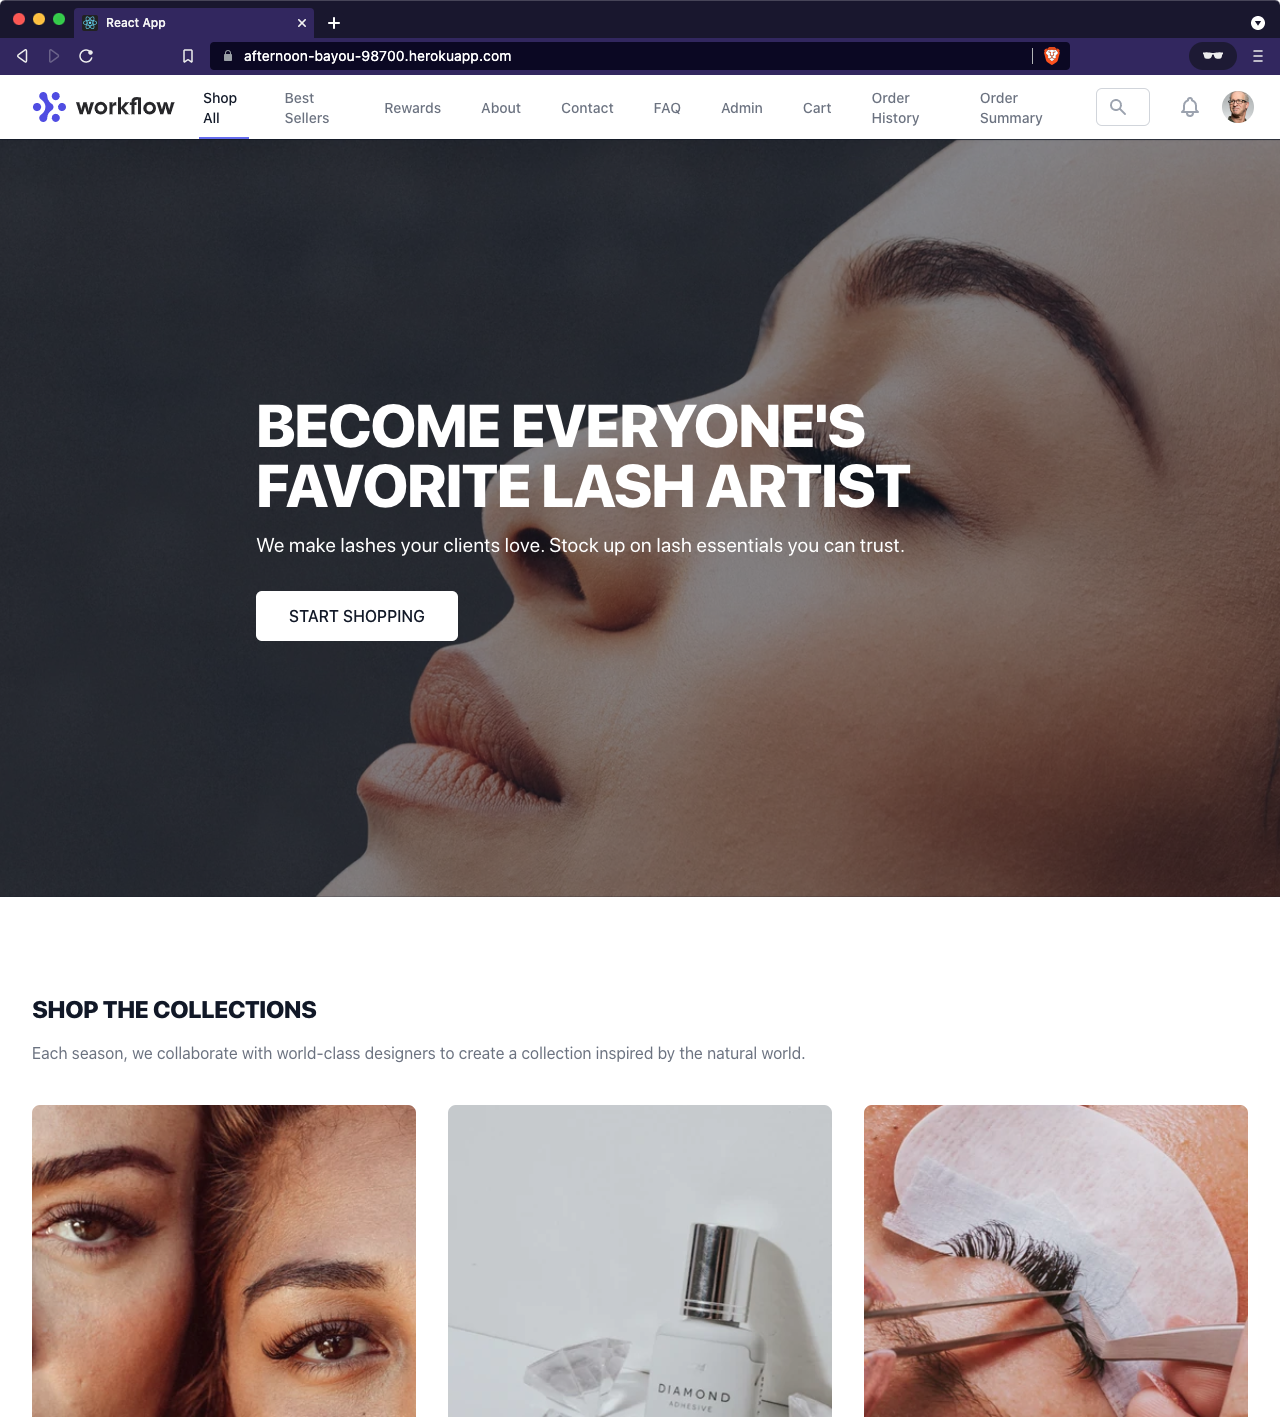 React App
afternoon-bayou-98700.herokuapp.com
workflow
Shop All
Best Sellers
Rewards
About
Contact
FAQ
Admin
Cart
Order History
Order Summary
BECOME EVERYONE'S
FAVORITE LASH ARTIST
We make lashes your clients love. Stock up on lash essentials you can trust.
START SHOPPING
SHOP THE COLLECTIONS
Each season, we collaborate with world-class designers to create a collection inspired by the natural world.
DIAMOND
ADHESIVE